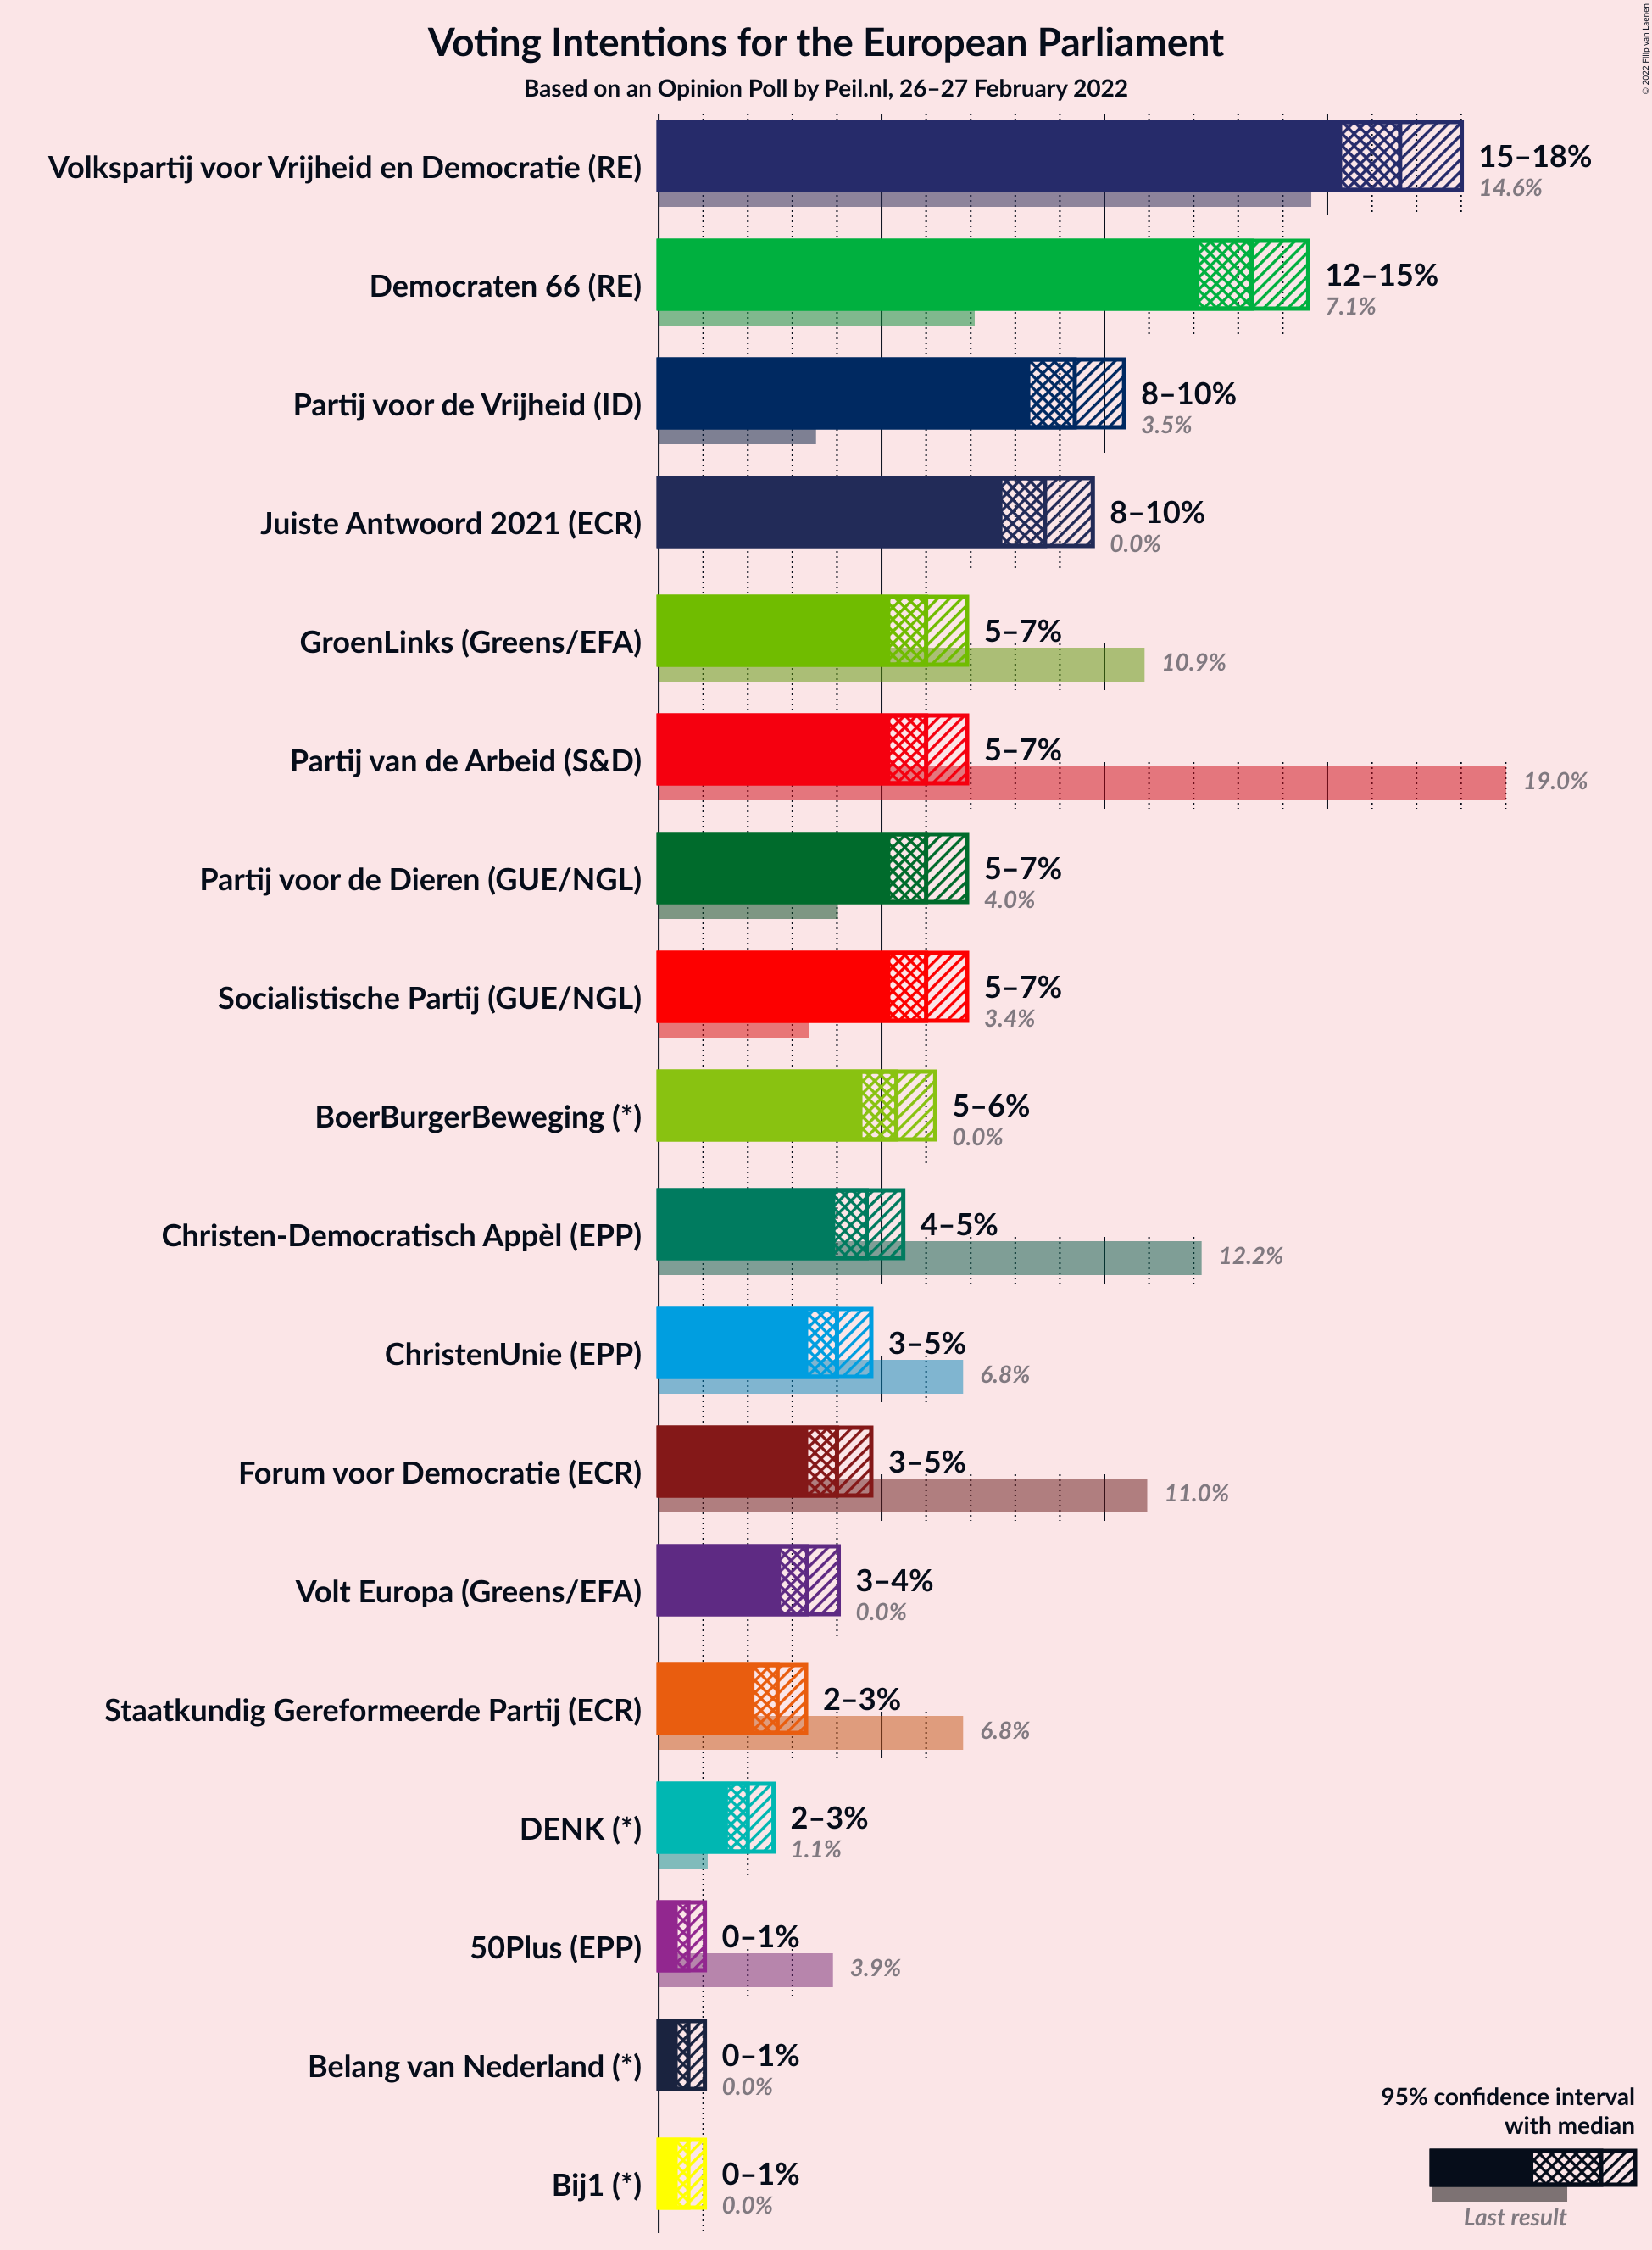 Voting Intentions for the European Parliament
Based on an Opinion Poll by Peil.nl, 26–27 February 2022
© 2022 Filip van Laenen
Volkspartij voor Vrijheid en Democratie (RE)
15–18%
14.6%
Democraten 66 (RE)
12–15%
7.1%
Partij voor de Vrijheid (ID)
8–10%
3.5%
Juiste Antwoord 2021 (ECR)
8–10%
0.0%
GroenLinks (Greens/EFA)
5–7%
10.9%
Partij van de Arbeid (S&D)
5–7%
19.0%
Partij voor de Dieren (GUE/NGL)
5–7%
4.0%
Socialistische Partij (GUE/NGL)
5–7%
3.4%
BoerBurgerBeweging (*)
5–6%
0.0%
Christen-Democratisch Appèl (EPP)
4–5%
12.2%
ChristenUnie (EPP)
3–5%
6.8%
Forum voor Democratie (ECR)
3–5%
11.0%
Volt Europa (Greens/EFA)
3–4%
0.0%
Staatkundig Gereformeerde Partij (ECR)
2–3%
6.8%
DENK (*)
2–3%
1.1%
50Plus (EPP)
0–1%
3.9%
Belang van Nederland (*)
0–1%
0.0%
Bij1 (*)
0–1%
0.0%
95% confidence interval
with median
Last result